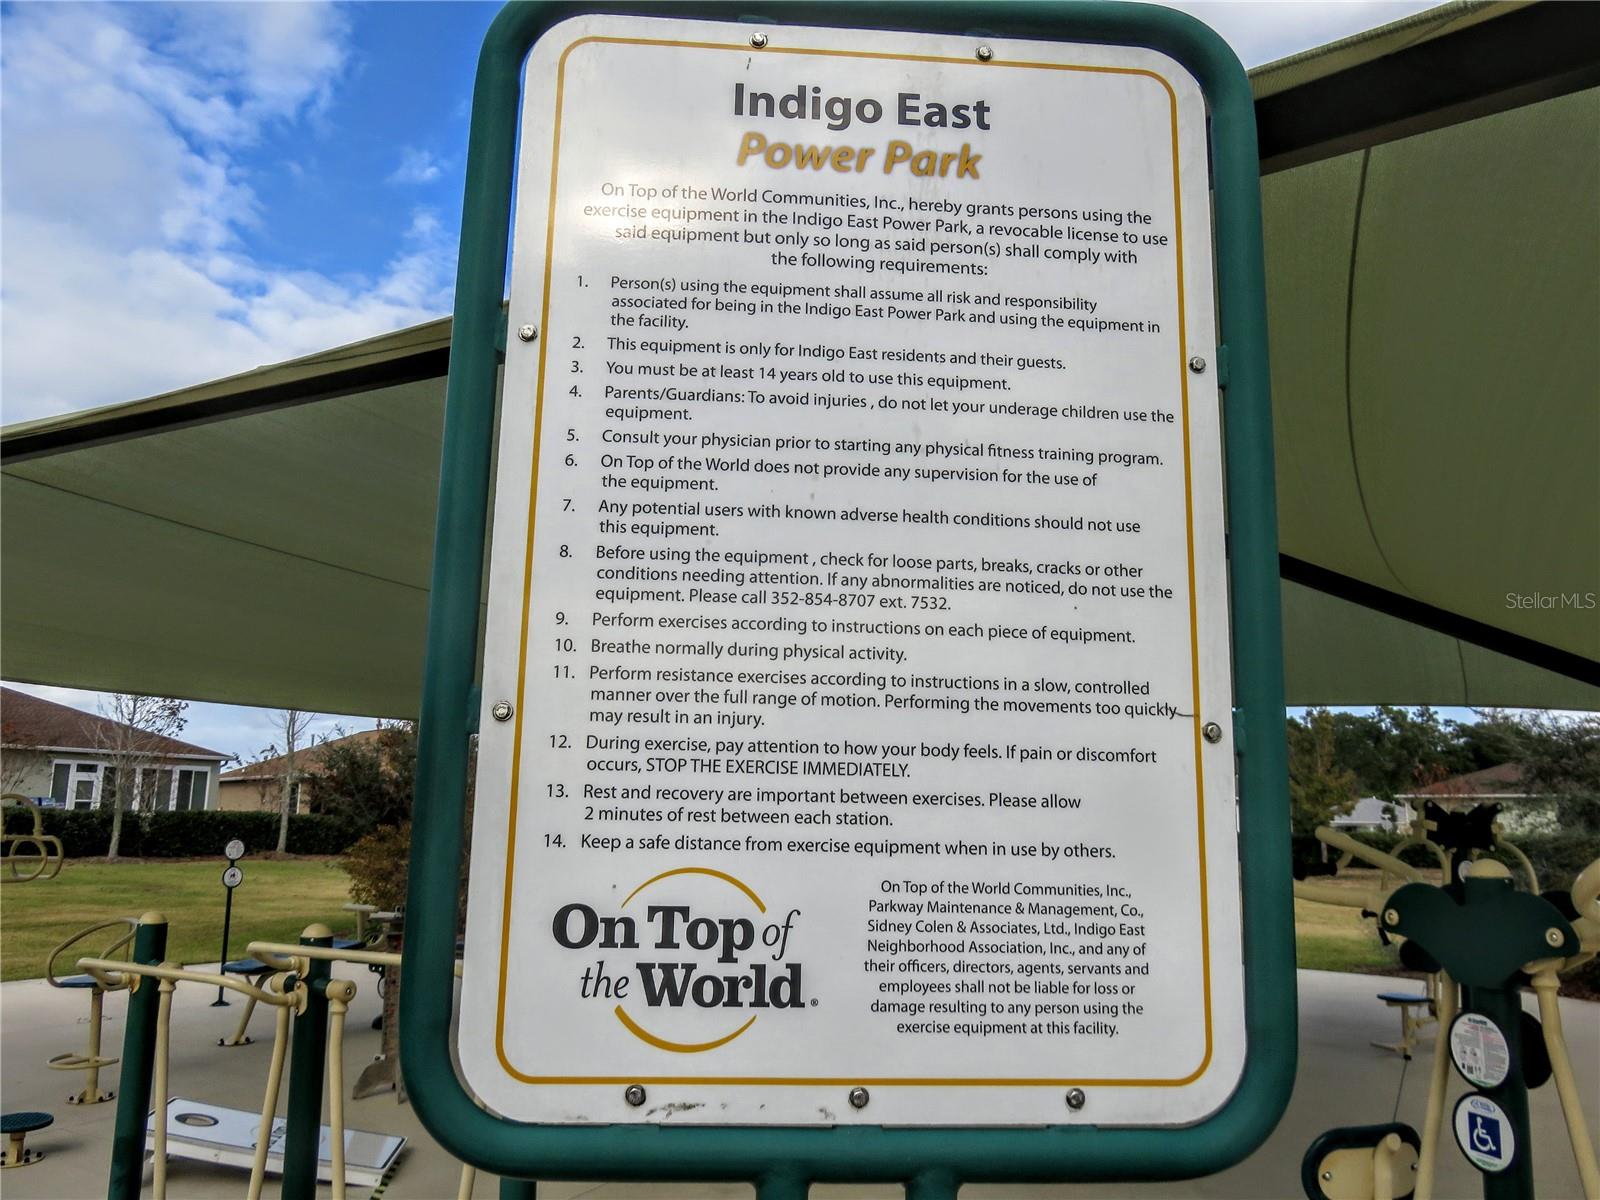 Indigo East
Power Park
On Top of the World Communities, Inc., hereby grants persons using the
exercise equipment in the Indigo East Power Park, a revocable license to use
said equipment but only so long as said person(s) shall comply with
the following requirements:
1. Person(s) using the equipment shall assume all risk and responsibility
associated for being in the Indigo East Power Park and using the equipment in
the facility.
2. This equipment is only for Indigo East residents and their guests.
3. You must be at least 14 years old to use this equipment.
4. Parents/Guardians: To avoid injuries , do not let your underage children use the
equipment.
5. Consult your physician prior to starting any physical fitness training program.
6. On Top of the World does not provide any supervision for the use of
the equipment.
7. Any potential users with known adverse health conditions should not use
this equipment.
8. Before using the equipment , check for loose parts, breaks, cracks or other
conditions needing attention. If any abnormalities are noticed, do not use the
equipment. Please call 352-854-8707 ext. 7532.
9. Perform exercises according to instructions on each piece of equipment.
10. Breathe normally during physical activity.
11. Perform resistance exercises according to instructions in a slow, controlled
manner over the full range of motion. Performing the movements too quickly
may result in an injury.
12. During exercise, pay attention to how your body feels. If pain or discomfort
occurs, STOP THE EXERCISE IMMEDIATELY.
13. Rest and recovery are important between exercises. Please allow
2 minutes of rest between each station.
14. Keep a safe distance from exercise equipment when in use by others.
On Top of
the World®
On Top of the World Communities, Inc.,
Parkway Maintenance & Management, Co.,
Sidney Colen & Associates, Ltd., Indigo East
Neighborhood Association, Inc., and any of
their officers, directors, agents, servants and
employees shall not be liable for loss or
damage resulting to any person using the
exercise equipment at this facility.
StellarMLS